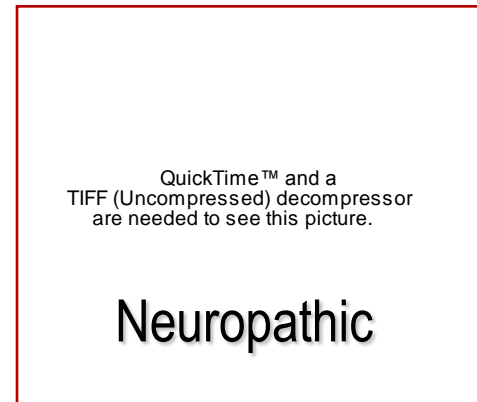 QuickTime™ and a
TIFF (Uncompressed) decompressor
are needed to see this picture.
Neuropathic